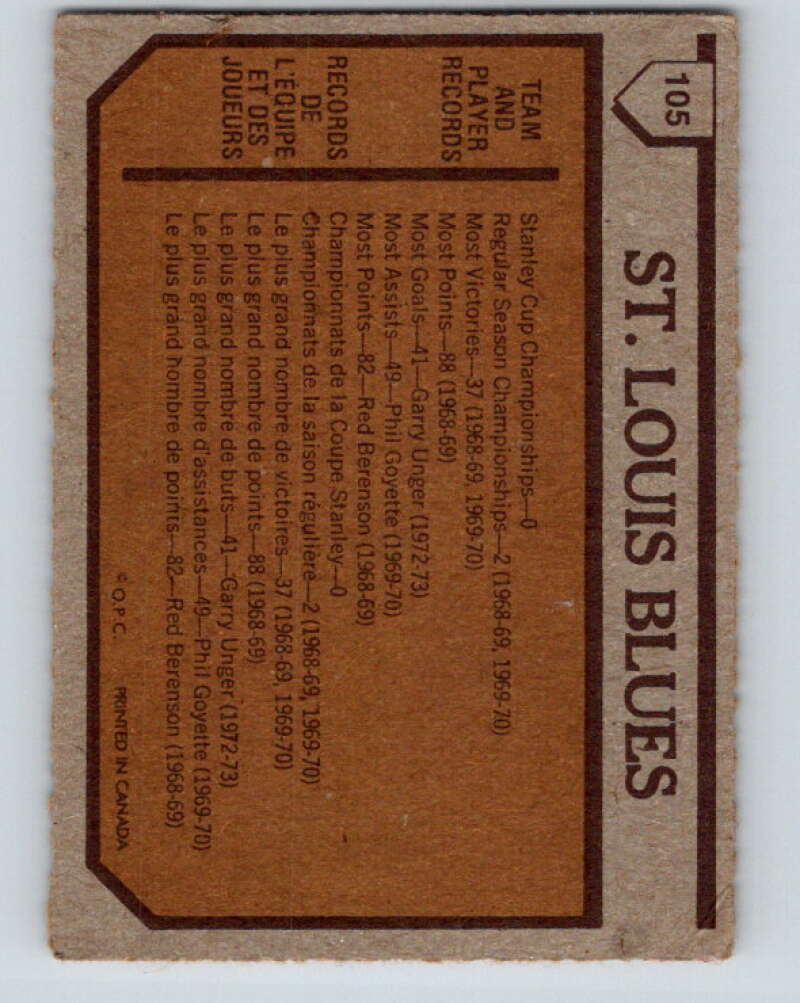 105
ST. LOUIS BLUES
TEAM
AND
PLAYER
RECORDS
Stanley Cup Championships—0
Regular Season Championships—2 (1968-69, 1969-70)
Most Victories—37 (1968-69, 1969-70)
Most Points—88 (1968-69)
Most Goals—41—Garry Unger (1972-73)
Most Assists—49—Phil Goyette (1969-70)
Most Points—82—Red Berenson (1968-69)
RECORDS
DE
L'ÉQUIPE
ET DES
JOUEURS
Championnats de la Coupe Stanley—0
Championnats de la saison régulière—2 (1968-69, 1969-70)
Le plus grand nombre de victoires—37 (1968-69, 1969-70)
Le plus grand nombre de points—88 (1968-69)
Le plus grand nombre de buts—41—Garry Unger (1972-73)
Le plus grand nombre d'assistances—49—Phil Goyette (1969-70)
Le plus grand nombre de points—82—Red Berenson (1968-69)
© O.P.C. PRINTED IN CANADA